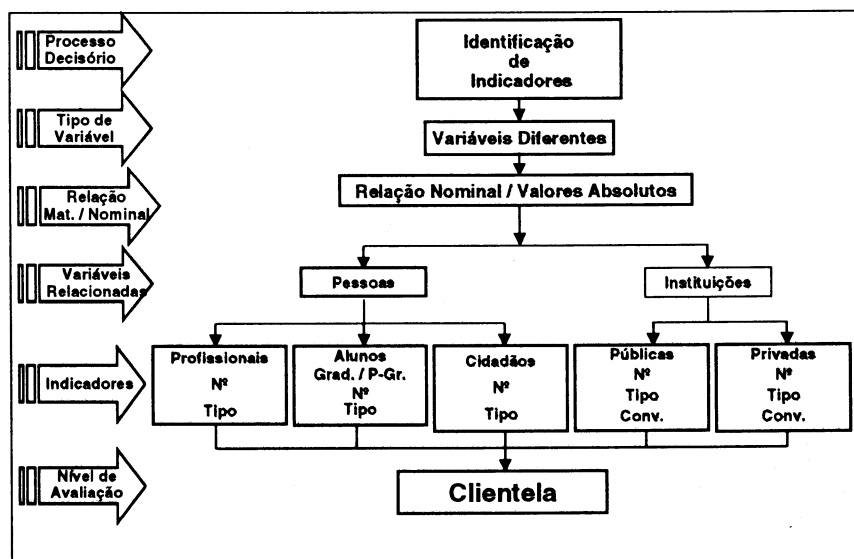 Processo
Decisório
Identificação
de
Indicadores
Tipo de
Variável
Variáveis Diferentes
Relação
Mat. / Nominal
Relação Nominal / Valores Absolutos
Variáveis
Relacionadas
Pessoas
Instituições
Indicadores
Profissionais
Nº
Tipo
Alunos
Grad. / P-Gr.
Nº
Tipo
Cidadãos
Nº
Tipo
Públicas
Nº
Tipo
Conv.
Privadas
Nº
Tipo
Conv.
Nível de
Avaliação
Clientela